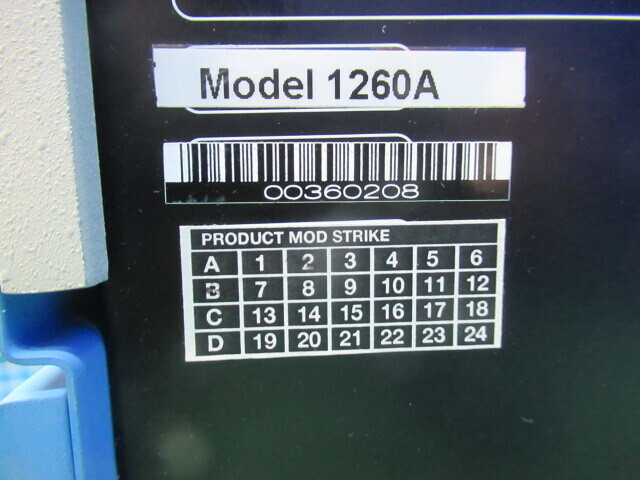 Model 1260A
00360208
PRODUCT MOD STRIKE
A 1 2 3 4 5 6
B 7 8 9 10 11 12
C 13 14 15 16 17 18
D 19 20 21 22 23 24